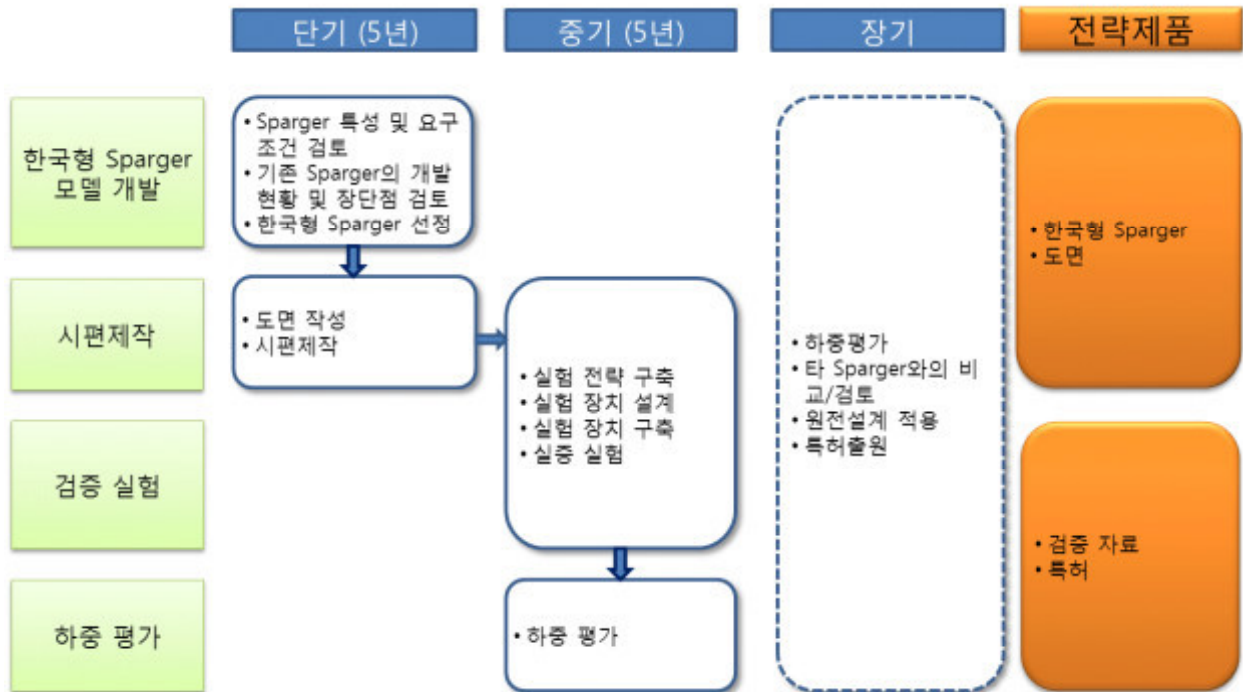 단기 (5년)
중기 (5년)
장기
전략제품
한국형 Sparger
모델 개발
• Sparger 특성 및 요구
조건 검토
• 기존 Sparger의 개발
현황 및 장단점 검토
• 한국형 Sparger 선정
시편제작
• 도면 작성
• 시편제작
검증 실험
• 실험 전략 구축
• 실험 장치 설계
• 실험 장치 구축
• 실증 실험
하중 평가
• 하중 평가
• 하중평가
• 타 Sparger와의 비
교/검토
• 원전설계 적용
• 특허출원
• 한국형 Sparger
• 도면
• 검증 자료
• 특허